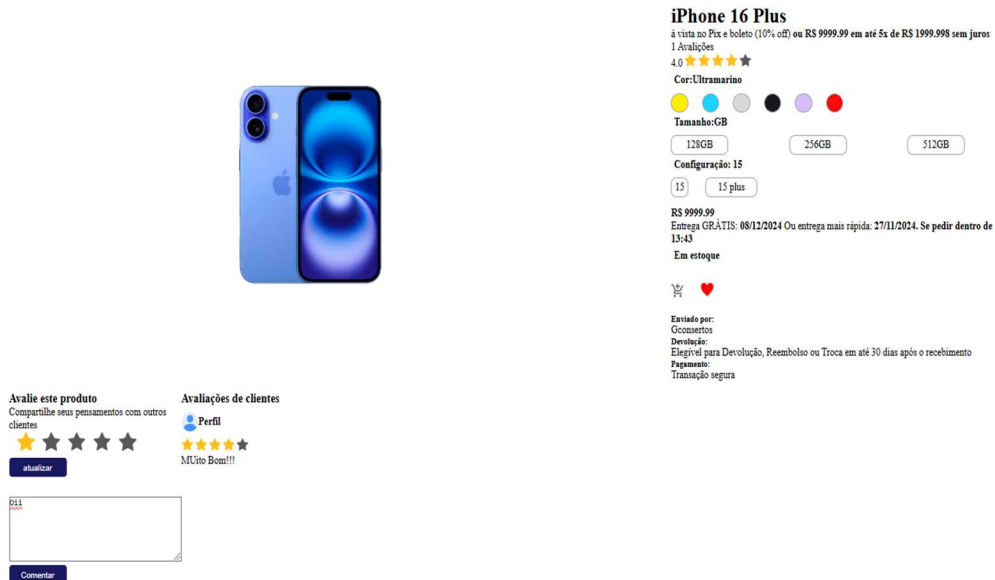 iPhone 16 Plus
à vista no Pix e boleto (10% off) ou R$ 9999.99 em até 5x de R$ 1999.998 sem juros
1 Avalições
4.0
Cor:Ultramarino
Tamanho:GB
128GB 256GB 512GB
Configuração: 15
15 15 plus
R$ 9999.99
Entrega GRÁTIS: 08/12/2024 Ou entrega mais rápida: 27/11/2024. Se pedir dentro de
13:43
Em estoque
Enviado por:
Gconsertos
Devolução:
Elegível para Devolução, Reembolso ou Troca em até 30 dias após o recebimento
Pagamento:
Transação segura
Avalie este produto
Compartilhe seus pensamentos com outros
clientes
atualizar
Oii
Comentar
Avaliações de clientes
Perfil
MUito Bom!!!